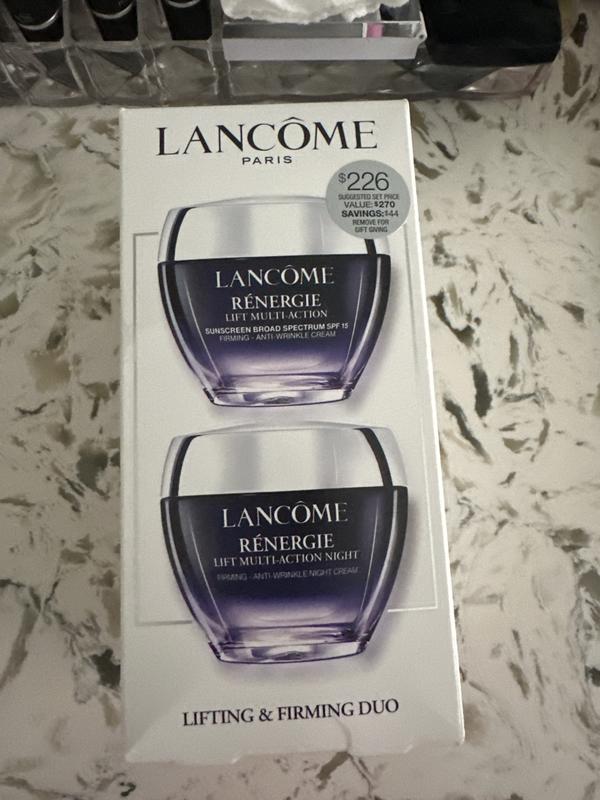 LANCÔME
PARIS
$226
SUGGESTED SET PRICE
VALUE: $270
SAVINGS: $44
REMOVE FOR
GIFT GIVING
LANCÔME
RÉNERGIE
LIFT MULTI-ACTION
SUNSCREEN BROAD SPECTRUM SPF 15
FIRMING - ANTI-WRINKLE CREAM
LANCÔME
RÉNERGIE
LIFT MULTI-ACTION NIGHT
FIRMING - ANTI-WRINKLE NIGHT CREAM
LIFTING & FIRMING DUO